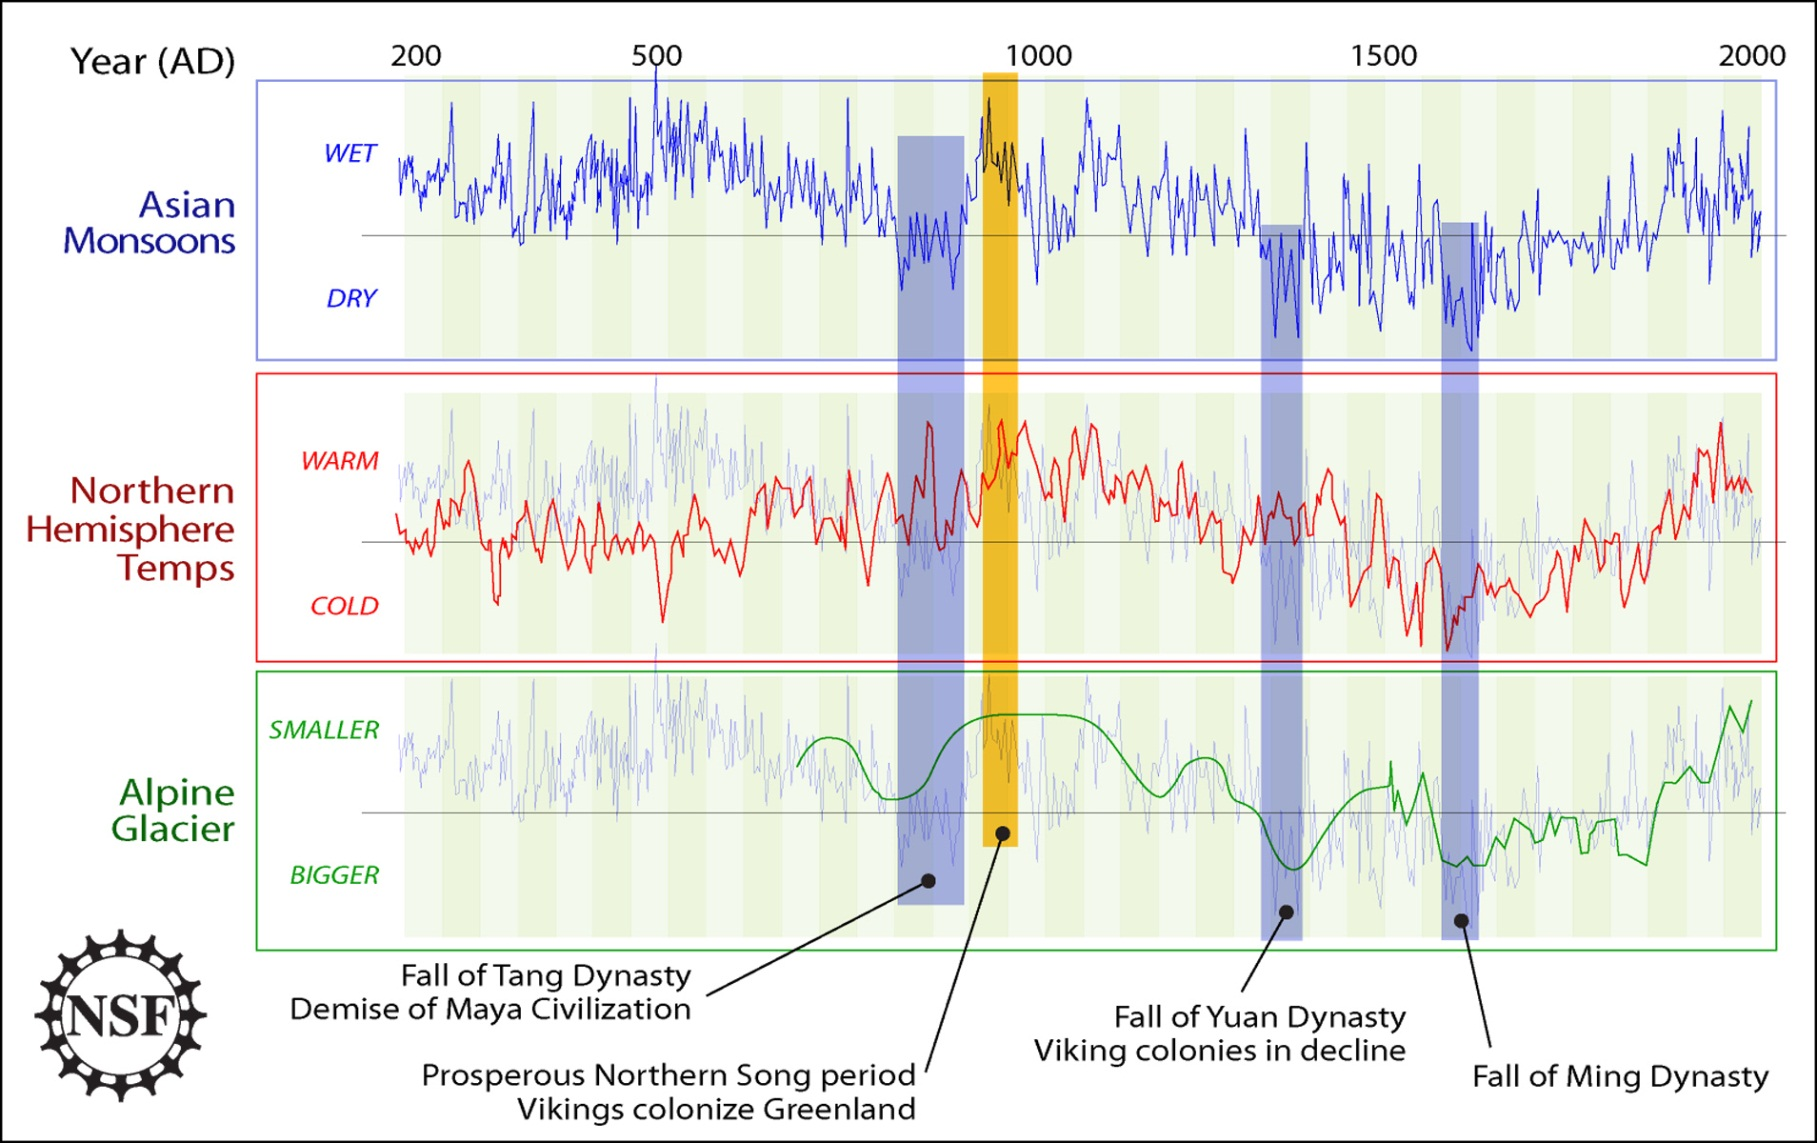 Year (AD) 200 500 1000 1500 2000
WET
Asian
Monsoons
DRY
WARM
Northern
Hemisphere
Temps
COLD
SMALLER
Alpine
Glacier
BIGGER
NSF
Fall of Tang Dynasty
Demise of Maya Civilization
Prosperous Northern Song period
Vikings colonize Greenland
Fall of Yuan Dynasty
Viking colonies in decline
Fall of Ming Dynasty